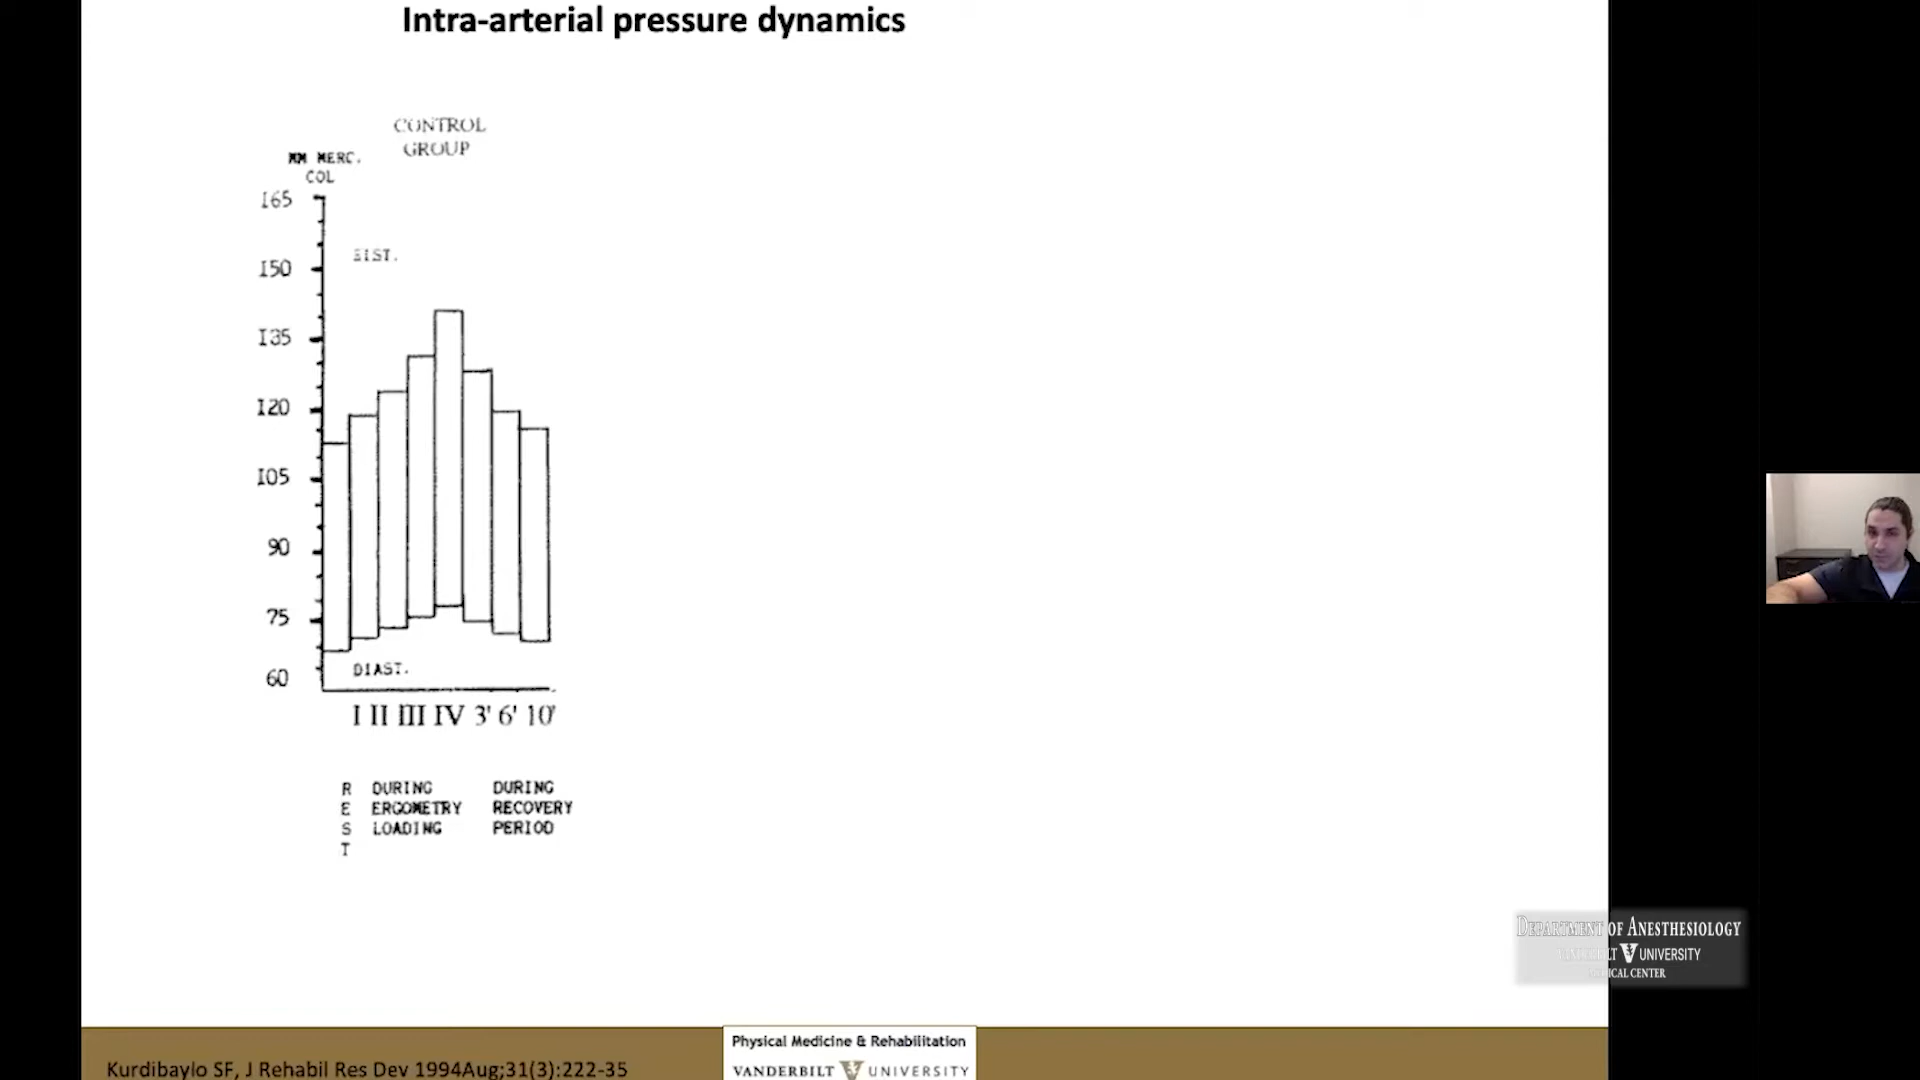 Intra-arterial pressure dynamics
CONTROL
GROUP
MM MERC.
COL
165
SIST.
150
135
120
105
90
75
DIAST.
60
I II III IV 3' 6' 10'
R DURING DURING
E ERGOMETRY RECOVERY
S LOADING PERIOD
T
DEPARTMENT OF ANESTHESIOLOGY
VANDERBILT UNIVERSITY
MEDICAL CENTER
Physical Medicine & Rehabilitation
VANDERBILT UNIVERSITY
Kurdibaylo SF, J Rehabil Res Dev 1994Aug;31(3):222-35